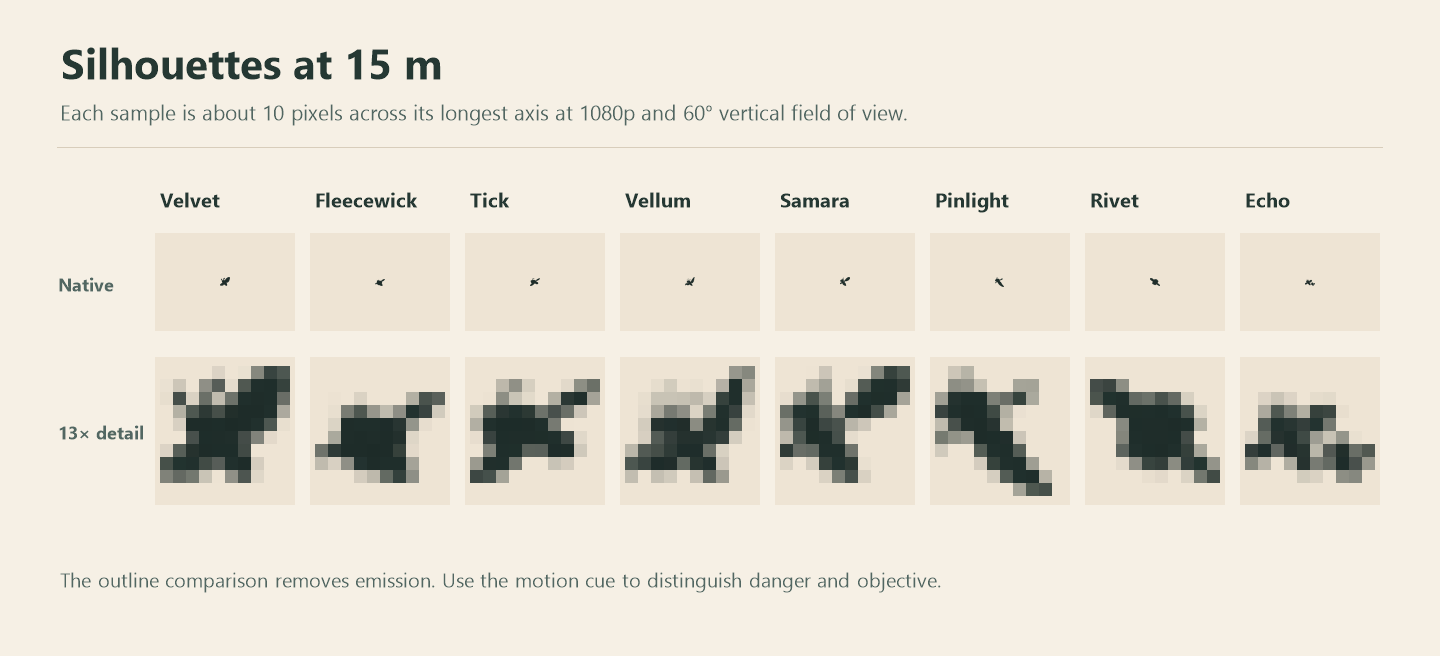 Silhouettes at 15 m
Each sample is about 10 pixels across its longest axis at 1080p and 60° vertical field of view.
Velvet Fleecewick Tick Vellum Samara Pinlight Rivet Echo
Native
13× detail
The outline comparison removes emission. Use the motion cue to distinguish danger and objective.